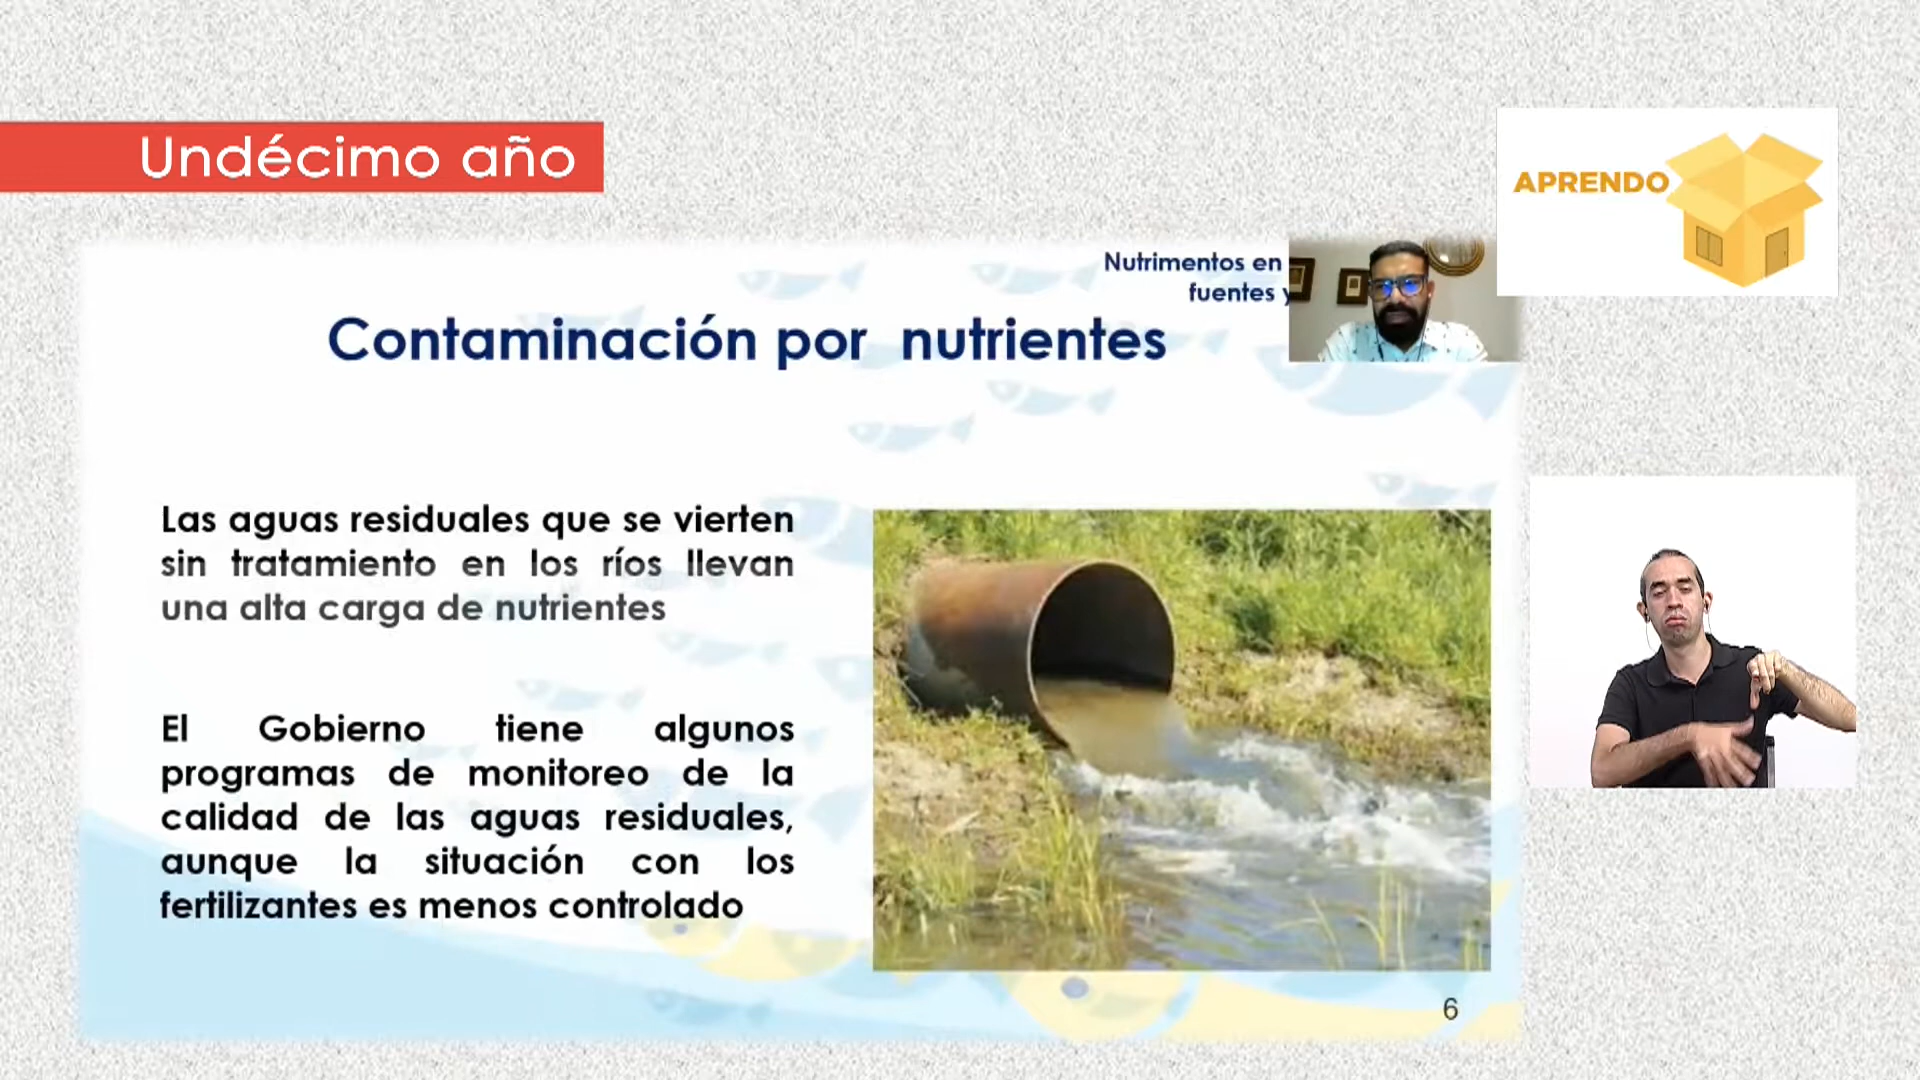 Undécimo año
APRENDO
Nutrimentos en
fuentes y
Contaminación por nutrientes
Las aguas residuales que se vierten
sin tratamiento en los ríos llevan
una alta carga de nutrientes
El Gobierno tiene algunos
programas de monitoreo de la
calidad de las aguas residuales,
aunque la situación con los
fertilizantes es menos controlado
6